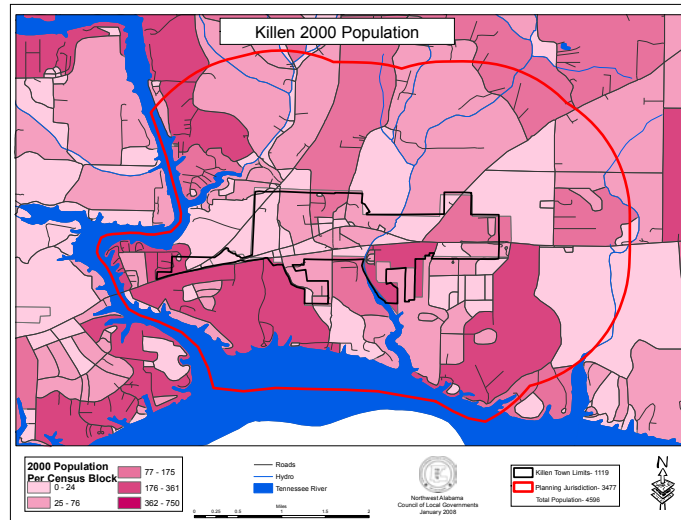 Killen 2000 Population
2000 Population
Per Census Block
0 - 24
25 - 76
77 - 175
176 - 361
362 - 750
Roads
Hydro
Tennessee River
Miles
0 0.25 0.5 1 1.5 2
Northwest Alabama
Council of Local Governments
January 2008
Killen Town Limits- 1119
Planning Jurisdiction- 3477
Total Population- 4596
N